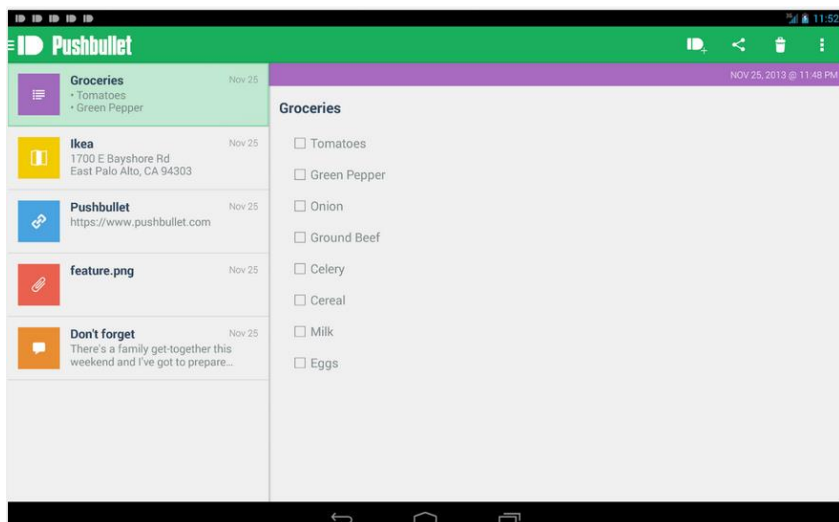 11:52
Pushbullet
Groceries Nov 25
• Tomatoes
• Green Pepper
Ikea Nov 25
1700 E Bayshore Rd
East Palo Alto, CA 94303
Pushbullet Nov 25
https://www.pushbullet.com
feature.png Nov 25
Don't forget Nov 25
There's a family get-together this
weekend and I've got to prepare...
NOV 25, 2013 @ 11:48 PM
Groceries
Tomatoes
Green Pepper
Onion
Ground Beef
Celery
Cereal
Milk
Eggs